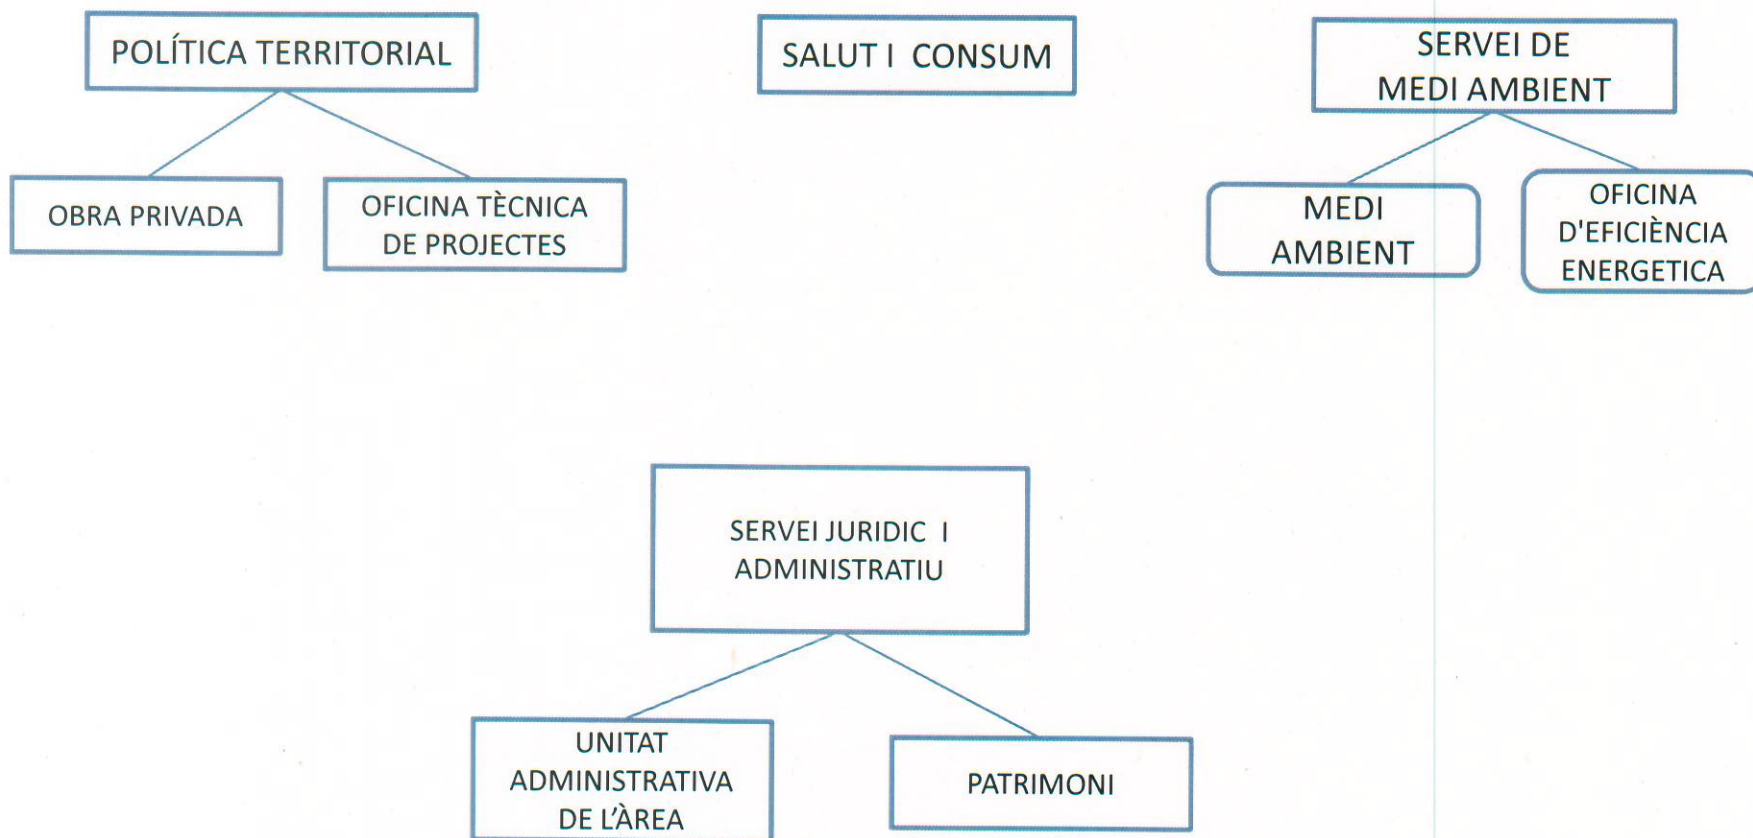 POLÍTICA TERRITORIAL
SALUT I CONSUM
SERVEI DE
MEDI AMBIENT
OBRA PRIVADA
OFICINA TÈCNICA
DE PROJECTES
MEDI
AMBIENT
OFICINA
D'EFICIÈNCIA
ENERGETICA
SERVEI JURIDIC I
ADMINISTRATIU
UNITAT
ADMINISTRATIVA
DE L'ÀREA
PATRIMONI